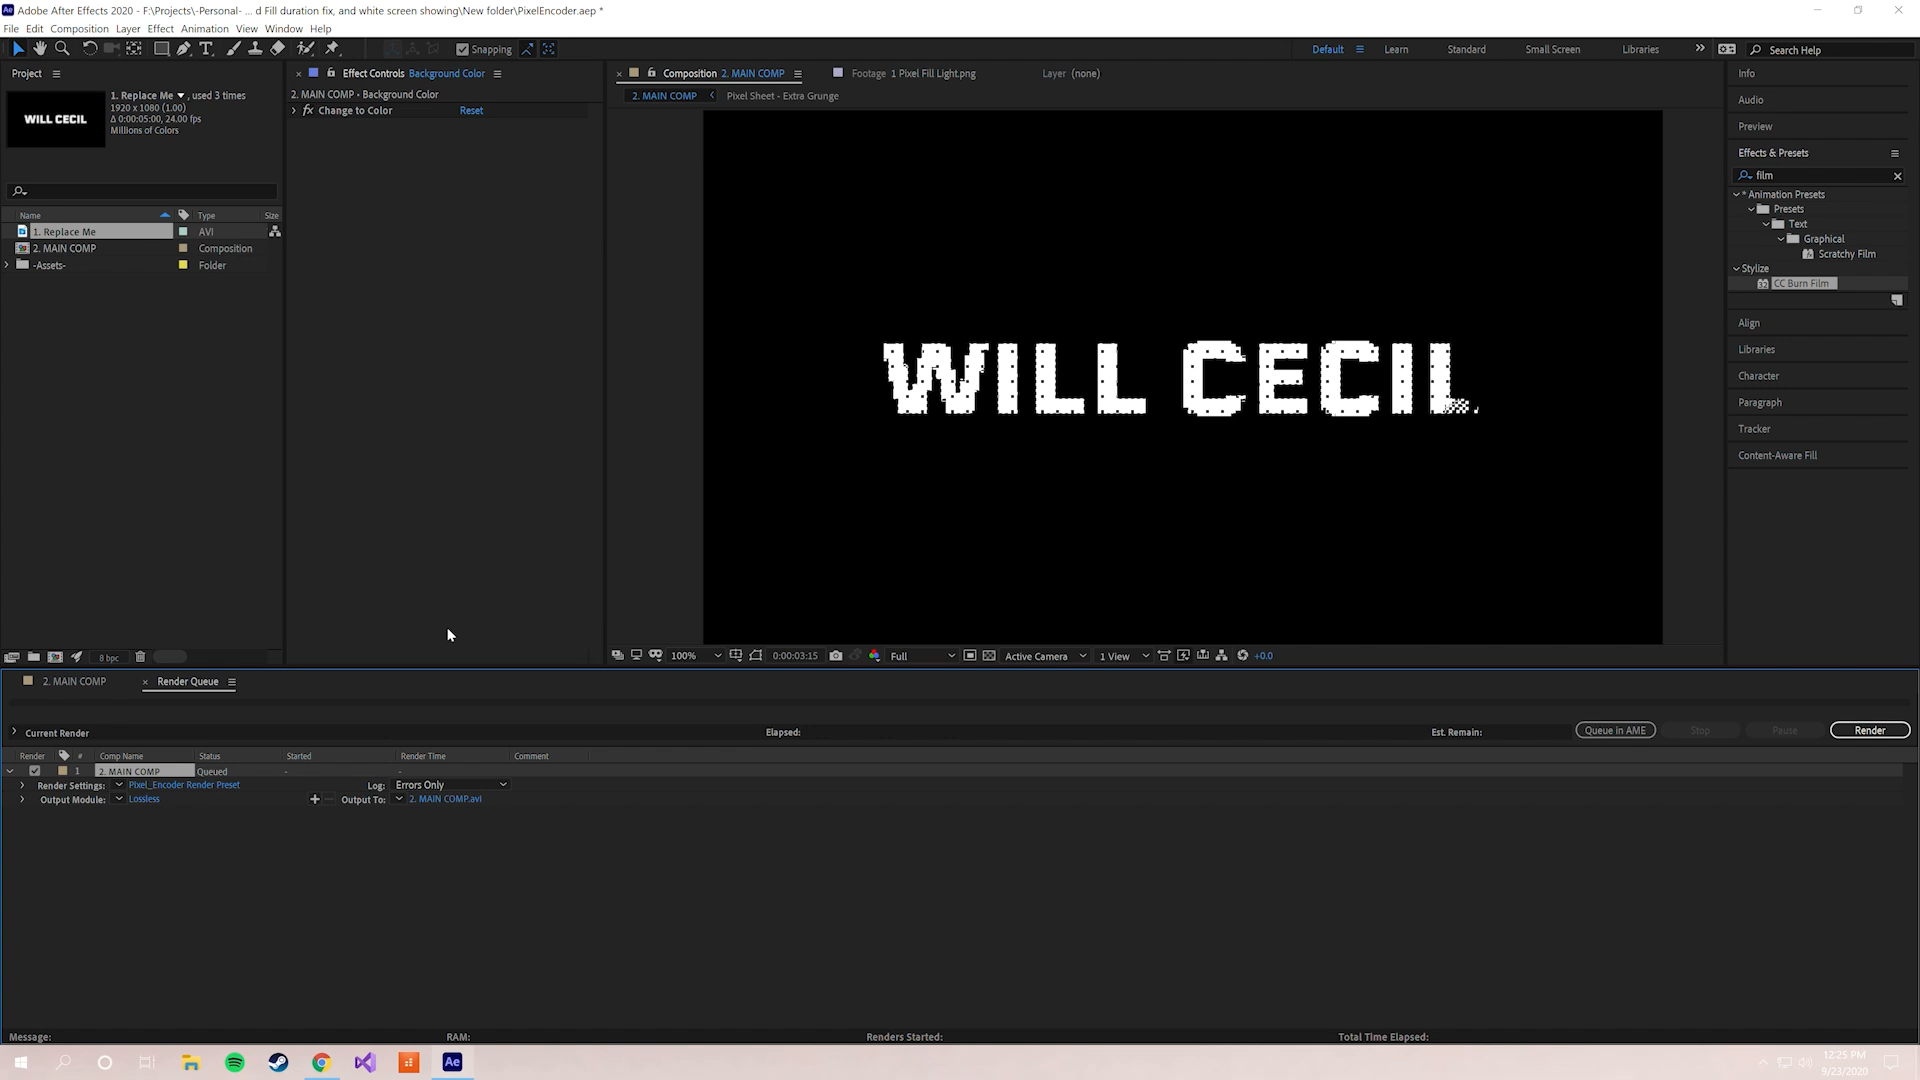 Adobe After Effects 2020 - F:\Projects\-Personal- ... d Fill duration fix, and white screen showing\New folder\PixelEncoder.aep *
File Edit Composition Layer Effect Animation View Window Help
Snapping
Default Learn Standard Small Screen Libraries Search Help
Project
1. Replace Me , used 3 times
1920 x 1080 (1.00)
Δ 0:00:05:00, 24.00 fps
Millions of Colors
WILL CECIL
Name Type Size
1. Replace Me AVI
2. MAIN COMP Composition
-Assets- Folder
8 bpc
Effect Controls Background Color
2. MAIN COMP • Background Color
fx Change to Color Reset
Composition 2. MAIN COMP Footage 1 Pixel Fill Light.png Layer (none)
2. MAIN COMP Pixel Sheet - Extra Grunge
WILL CECIL
100% 0:00:03:15 Full Active Camera 1 View +0.0
Info
Audio
Preview
Effects & Presets
film
* Animation Presets
Presets
Text
Graphical
Scratchy Film
Stylize
32 CC Burn Film
Align
Libraries
Character
Paragraph
Tracker
Content-Aware Fill
2. MAIN COMP Render Queue
Current Render Elapsed: Est. Remain: Queue in AME Stop Pause Render
Render # Comp Name Status Started Render Time Comment
1 2. MAIN COMP Queued - -
Render Settings: Pixel_Encoder Render Preset Log: Errors Only
Output Module: Lossless Output To: 2. MAIN COMP.avi
Message: RAM: Renders Started: Total Time Elapsed:
Ae
12:25 PM
9/23/2020